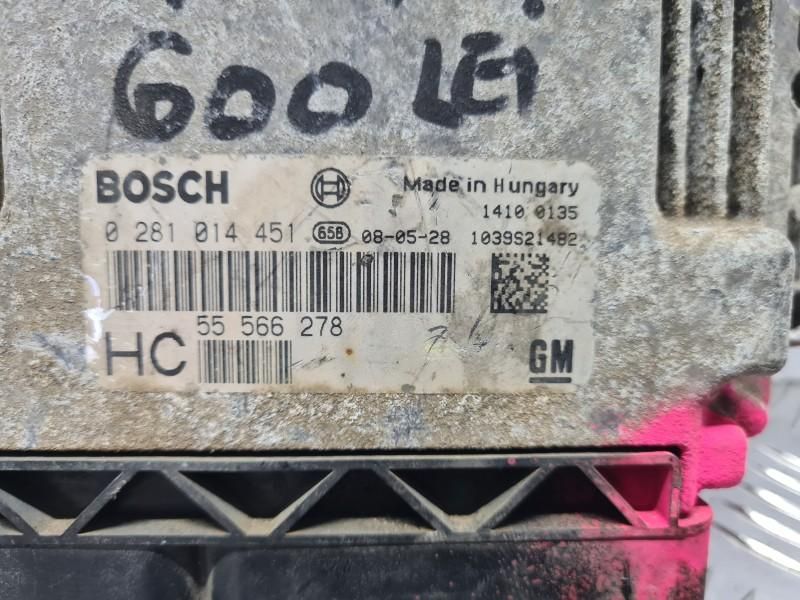 600 LEI
BOSCH Made in Hungary
1410 0135
0 281 014 451 65B 08-05-28 1039S21482
55 566 278
HC
GM